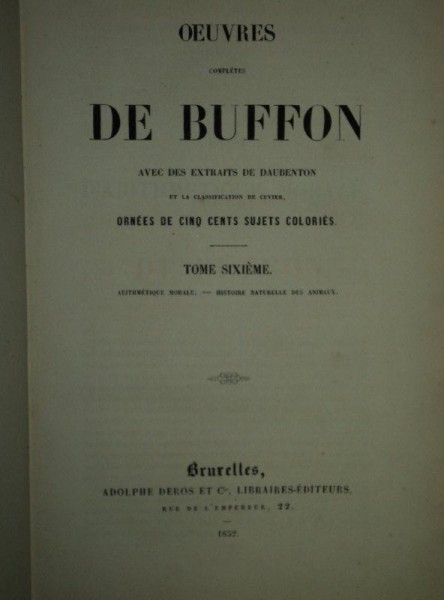 OEUVRES
COMPLÈTES
DE BUFFON
AVEC DES EXTRAITS DE DAUBENTON
ET LA CLASSIFICATION DE CUVIER,
ORNÉES DE CINQ CENTS SUJETS COLORIÉS.
TOME SIXIÈME.
ARITHMÉTIQUE MORALE. — HISTOIRE NATURELLE DES ANIMAUX.
Bruxelles,
ADOLPHE DEROS ET Cie, LIBRAIRES-ÉDITEURS,
RUE DE L'EMPEREUR, 22.
1852